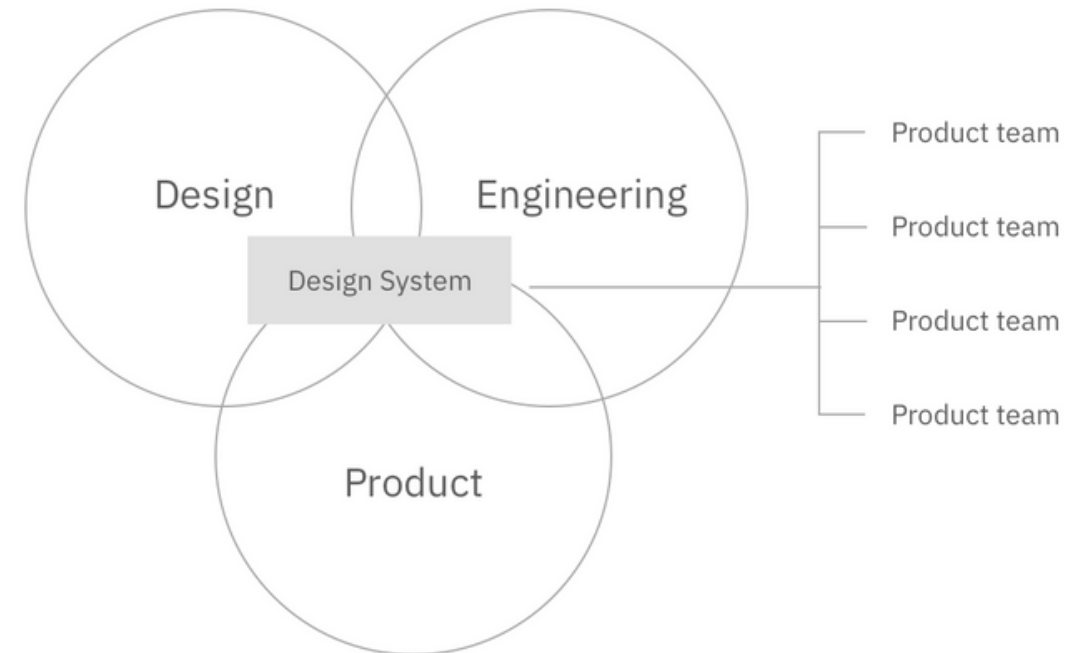 Design
Engineering
Design System
Product
Product team
Product team
Product team
Product team